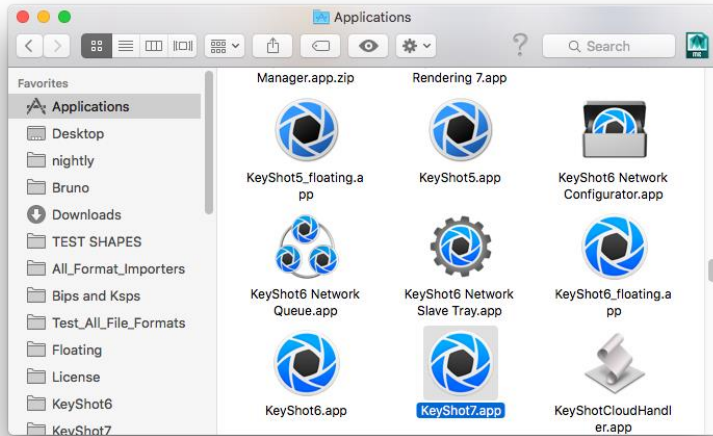 Applications
Search
me
Favorites
Applications
Desktop
nightly
Bruno
Downloads
TEST SHAPES
All_Format_Importers
Bips and Ksps
Test_All_File_Formats
Floating
License
KeyShot6
KeyShot7
Manager.app.zip
Rendering 7.app
KeyShot5_floating.a
pp
KeyShot5.app
KeyShot6 Network
Configurator.app
KeyShot6 Network
Queue.app
KeyShot6 Network
Slave Tray.app
KeyShot6_floating.a
pp
KeyShot6.app
KeyShot7.app
KeyShotCloudHandl
er.app